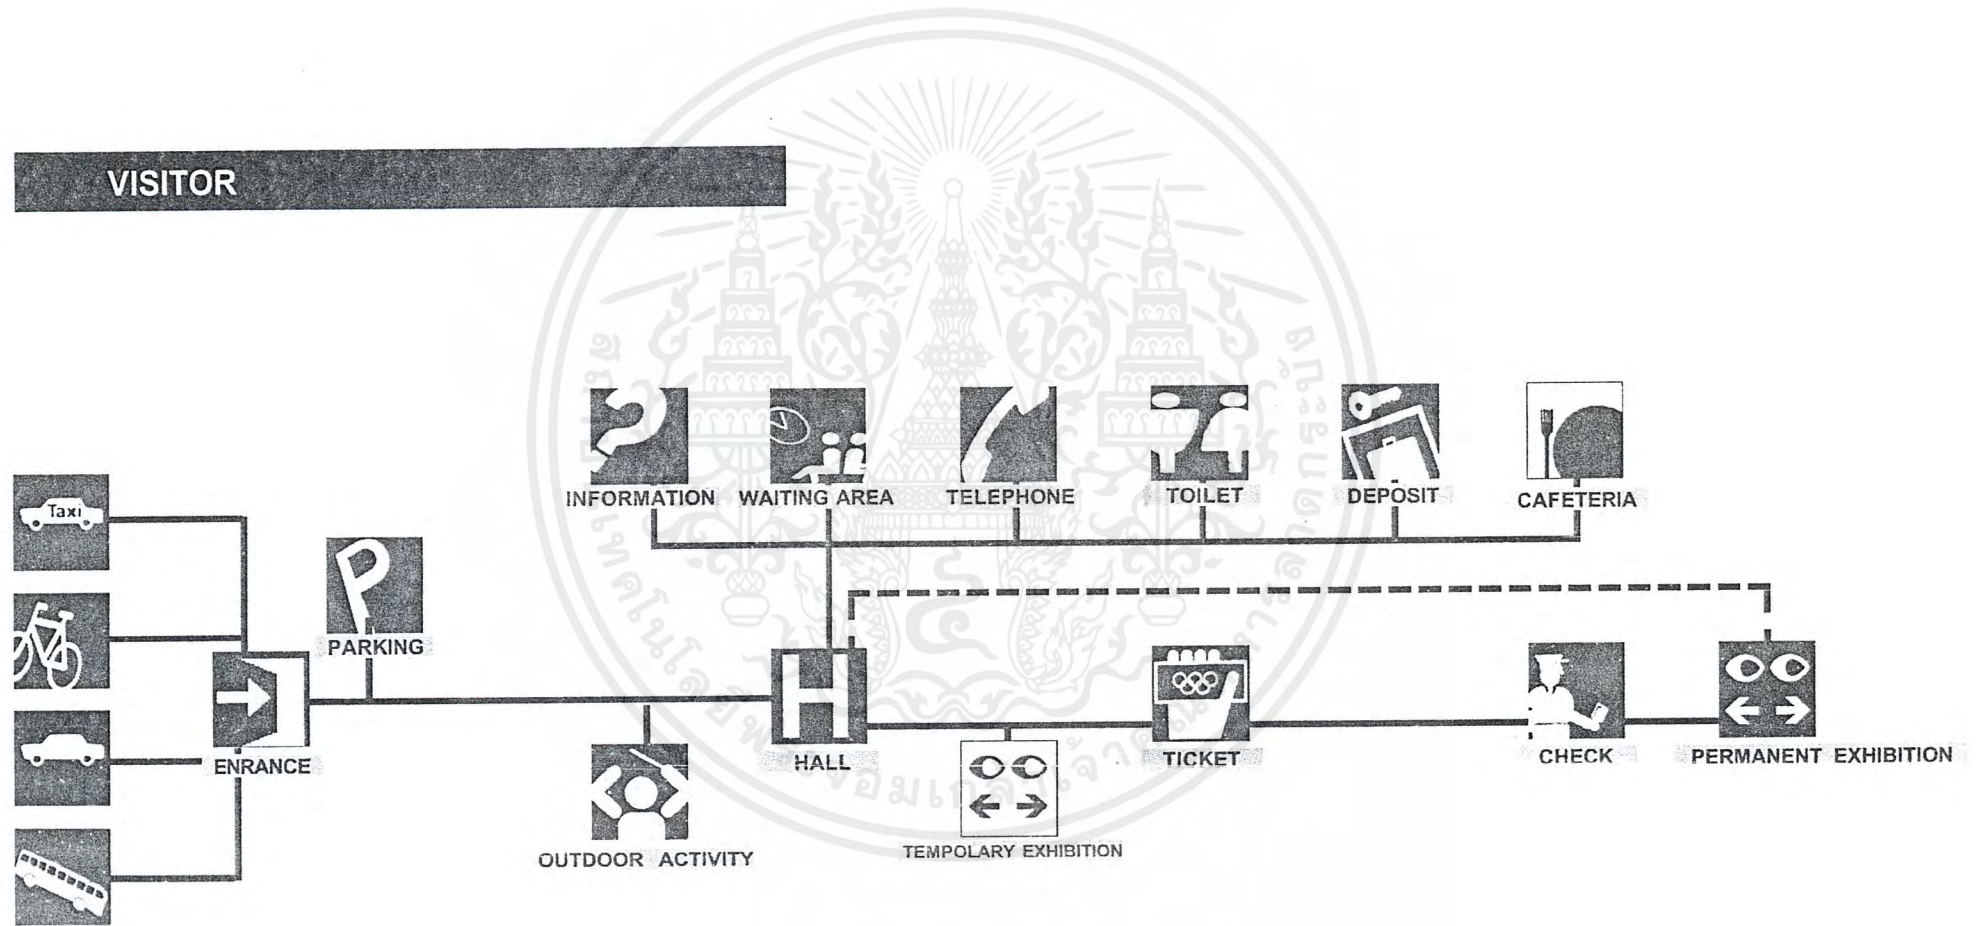 VISITOR
INFORMATION
WAITING AREA
TELEPHONE
TOILET
DEPOSIT
CAFETERIA
Taxi
PARKING
ENRANCE
HALL
TICKET
CHECK
PERMANENT EXHIBITION
OUTDOOR ACTIVITY
TEMPOLARY EXHIBITION